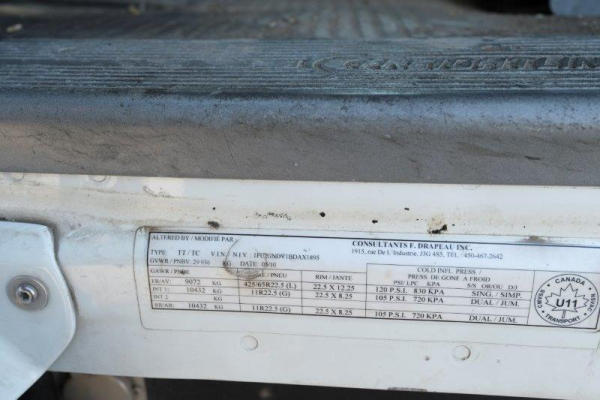 ECONOLINE
ALTERED BY / MODIFIÉ PAR
CONSULTANTS F. DRAPEAU INC.
1915, rue De L' Industrie, J3G 4S5, TEL. / 450-467-2642
TYPE TT / TC V.I.N. / N.I.V.
GVWR / PNBV: KG DATE: 05/10
GAWR / PNBE / PNEU RIM / JANTE
COLD INFL. PRESS /
PRESS DE GONF A FROID
PSI/ LPC KPA S/S OR/OU D/J
FR/AV: 9072 KG 425/65R22.5 (L) 22.5 X 12.25 120 P.S.I. 830 KPA SING. / SIMP.
INT 1: 10432 KG 11R22.5 (G) 22.5 X 8.25 105 P.S.I. 720 KPA DUAL / JUM.
INT 2: KG
RR/AR: 10432 KG 11R22.5 (G) 22.5 X 8.25 105 P.S.I. 720 KPA DUAL / JUM.
CANADA
U11
TRANSPORT